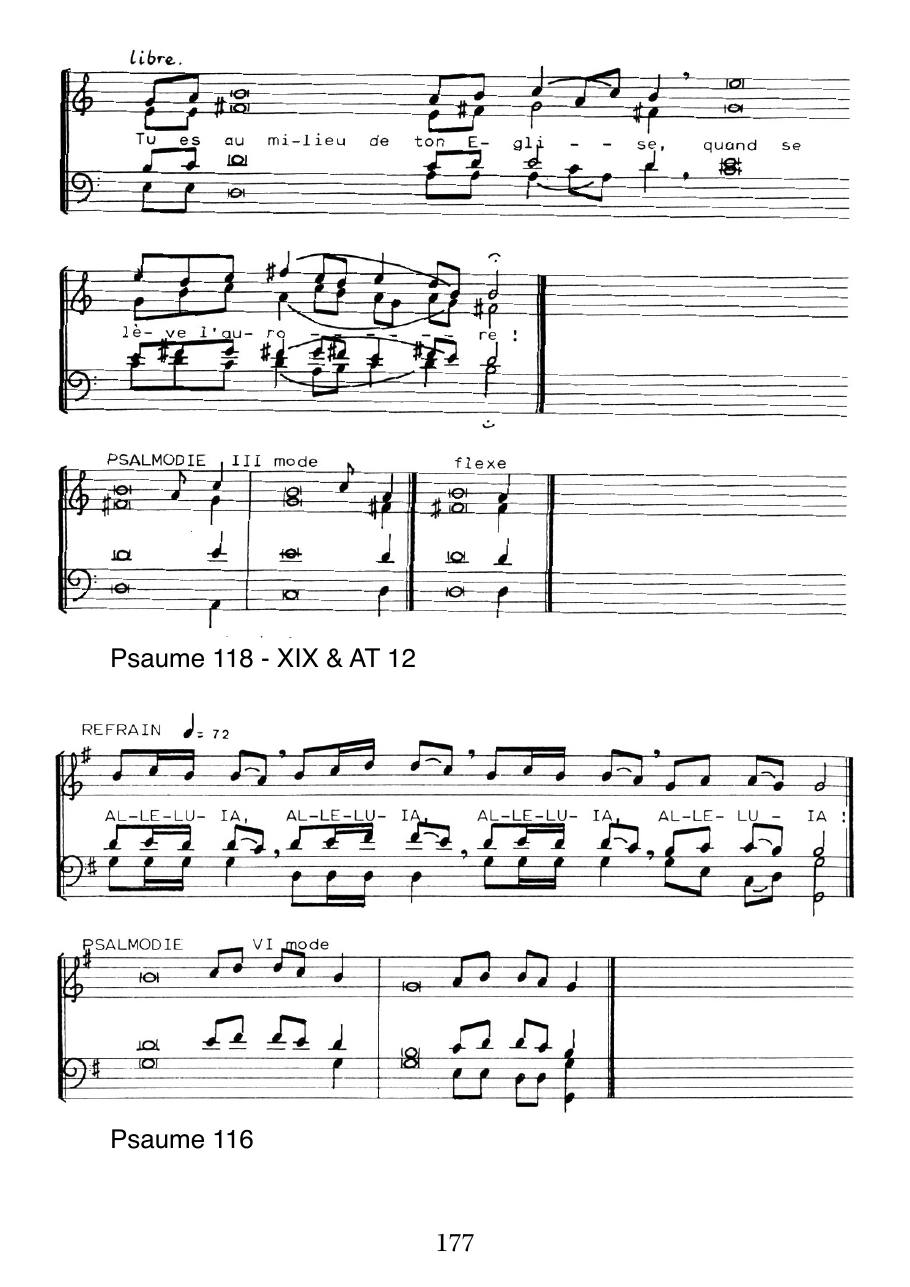 libre.
Tu es au mi-lieu de ton E- gli - - se, quand se
lè- ve l'au- ro - - - - - - re :
PSALMODIE III mode flexe
Psaume 118 - XIX & AT 12
REFRAIN = 72
AL-LE-LU- IA, AL-LE-LU- IA, AL-LE-LU- IA, AL-LE- LU - IA :
PSALMODIE VI mode
Psaume 116
177